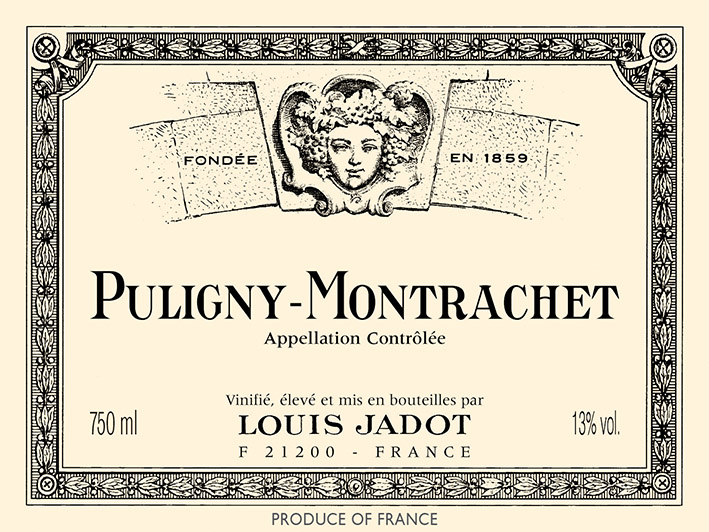 FONDÉE EN 1859
PULIGNY-MONTRACHET
Appellation Contrôlée
Vinifié, élevé et mis en bouteilles par
750 ml LOUIS JADOT 13% vol.
F 21200 - FRANCE
PRODUCE OF FRANCE